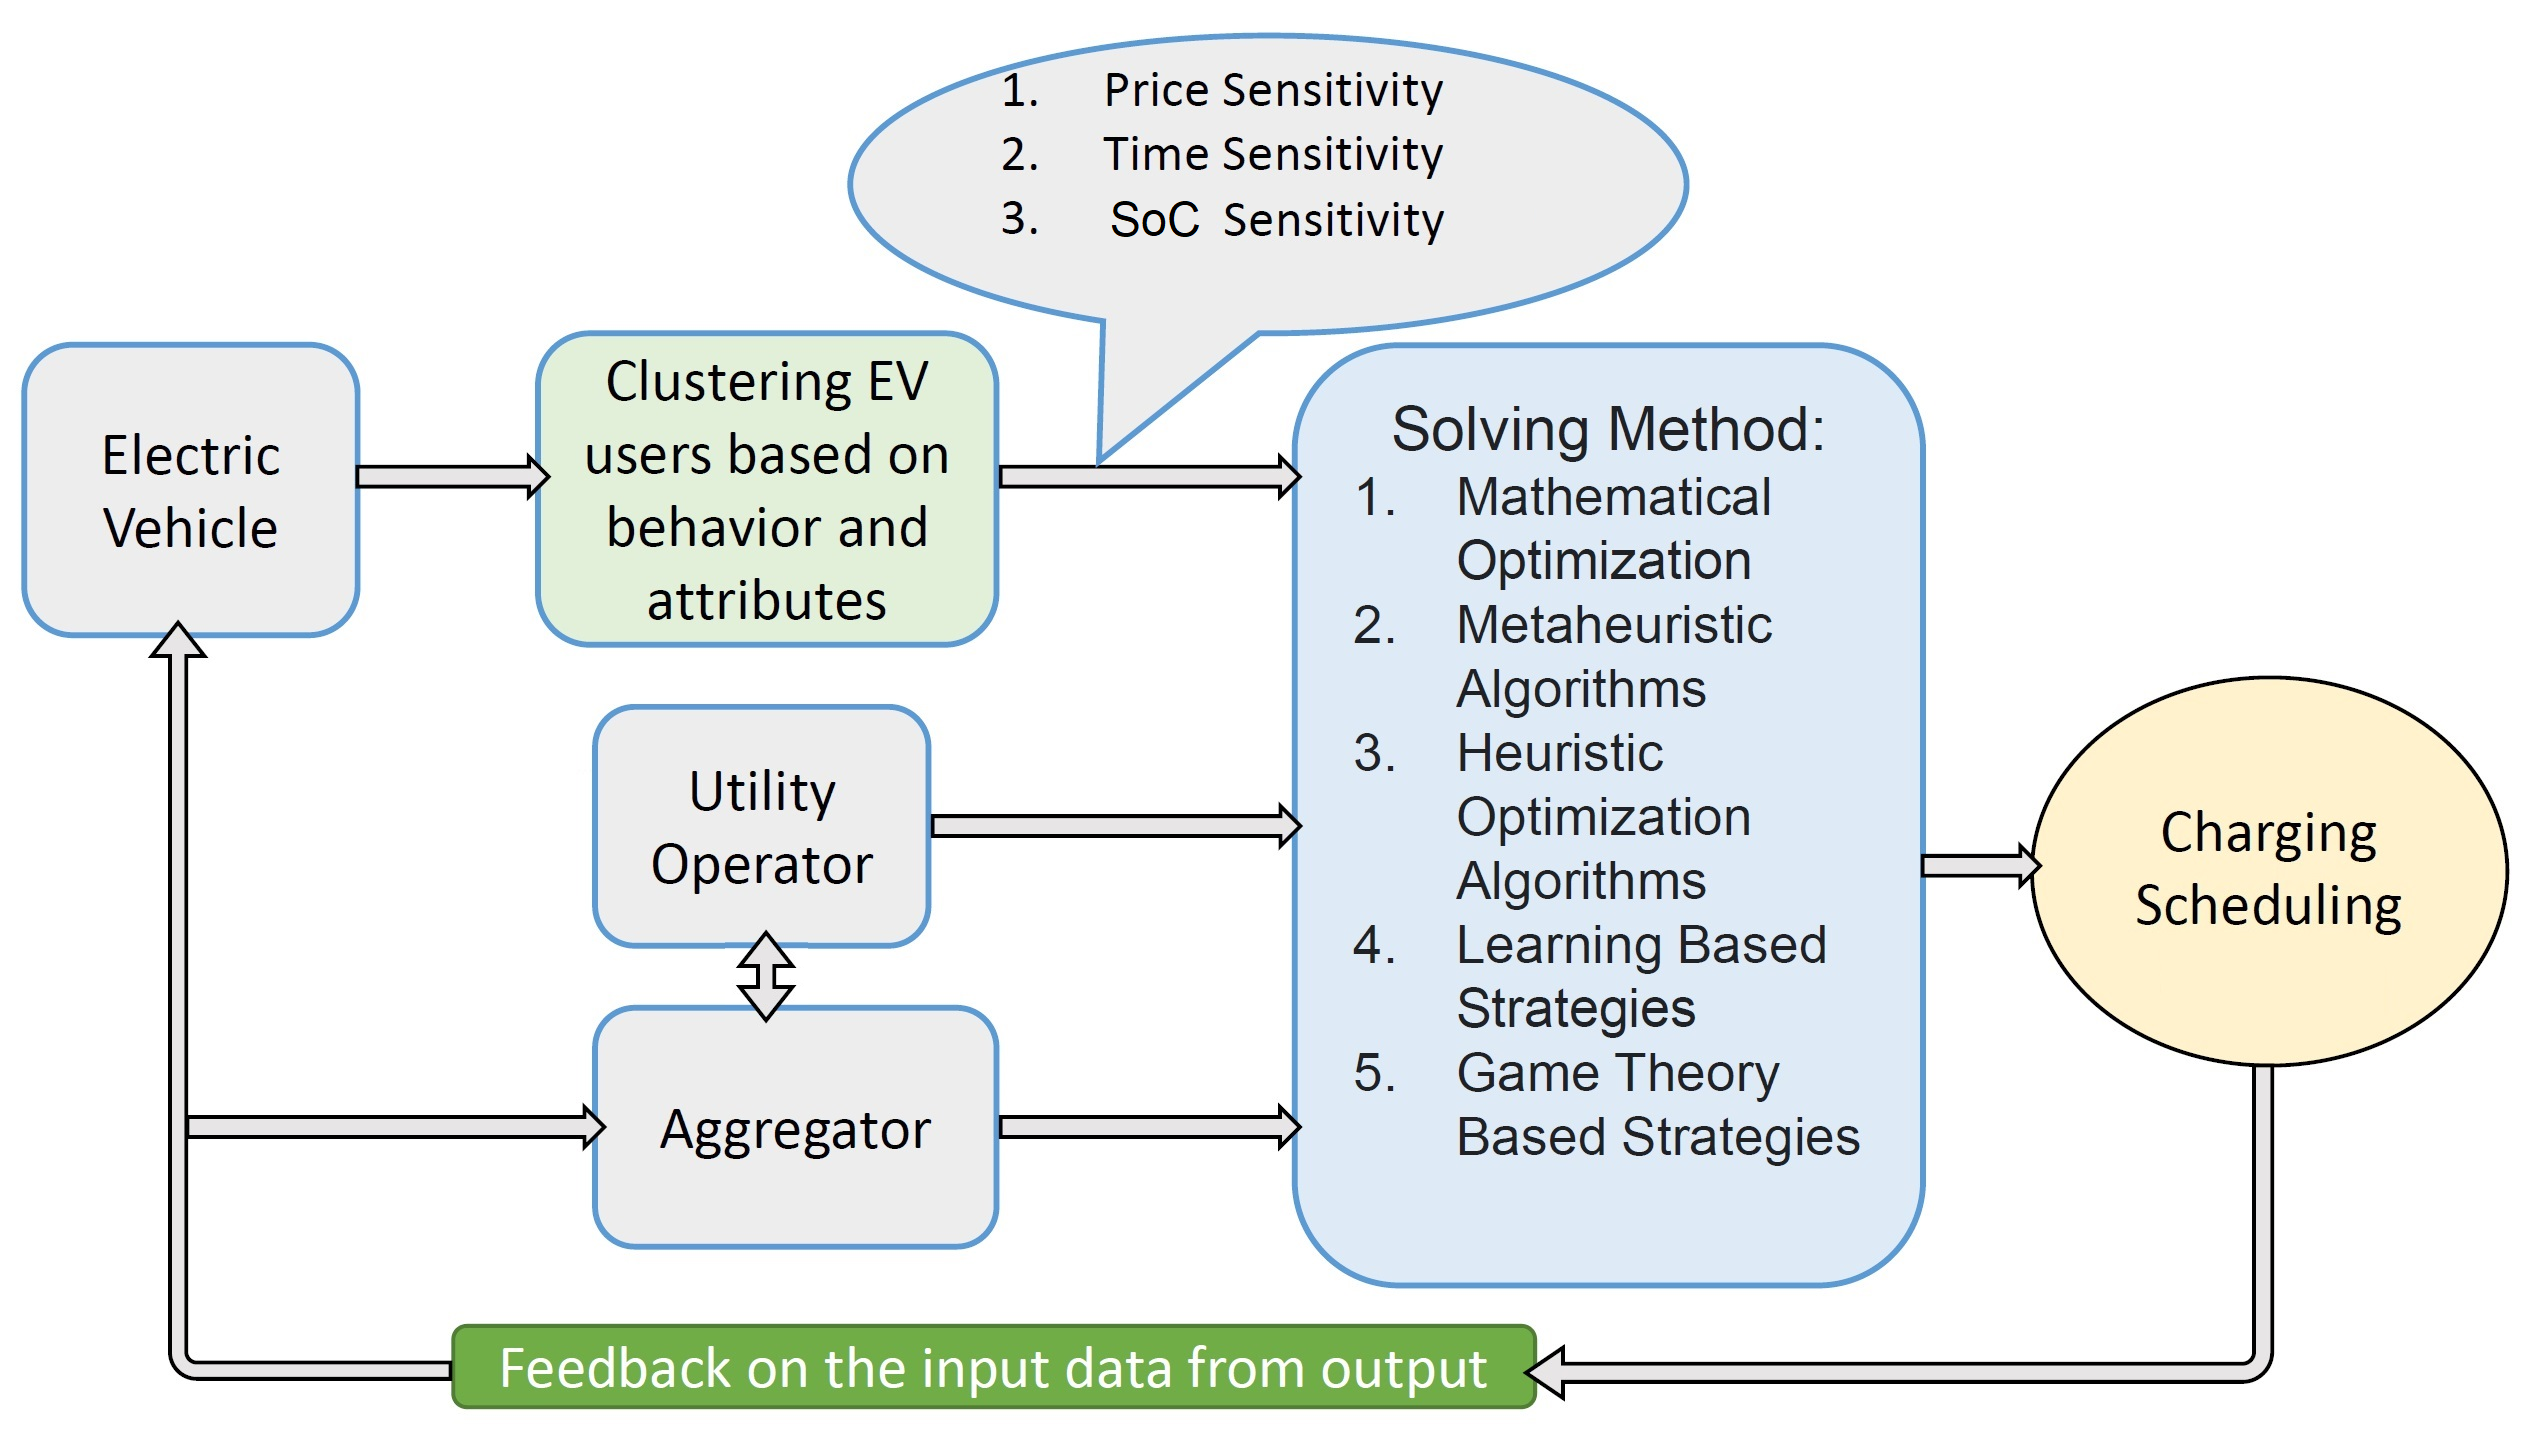 1. Price Sensitivity
2. Time Sensitivity
3. SoC Sensitivity
Electric
Vehicle
Clustering EV
users based on
behavior and
attributes
Utility
Operator
Aggregator
Solving Method:
1. Mathematical
Optimization
2. Metaheuristic
Algorithms
3. Heuristic
Optimization
Algorithms
4. Learning Based
Strategies
5. Game Theory
Based Strategies
Charging
Scheduling
Feedback on the input data from output